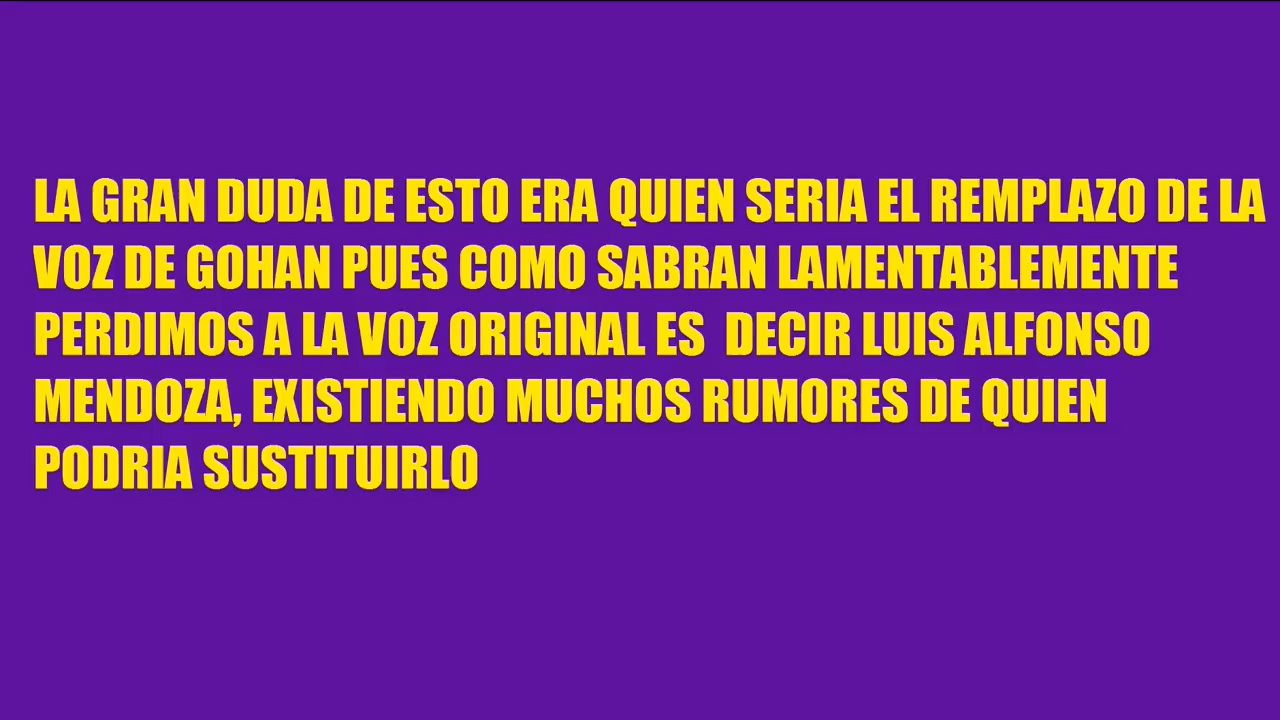 LA GRAN DUDA DE ESTO ERA QUIEN SERIA EL REMPLAZO DE LA
VOZ DE GOHAN PUES COMO SABRAN LAMENTABLEMENTE
PERDIMOS A LA VOZ ORIGINAL ES  DECIR LUIS ALFONSO
MENDOZA, EXISTIENDO MUCHOS RUMORES DE QUIEN
PODRIA SUSTITUIRLO